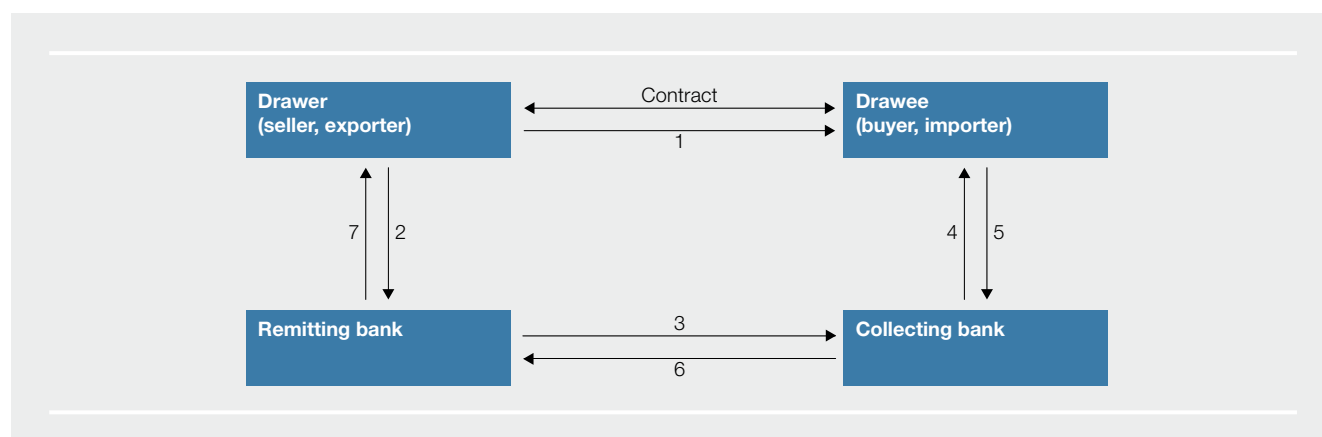 Drawer
(seller, exporter)
Contract
1
Drawee
(buyer, importer)
7
2
4
5
Remitting bank
3
6
Collecting bank